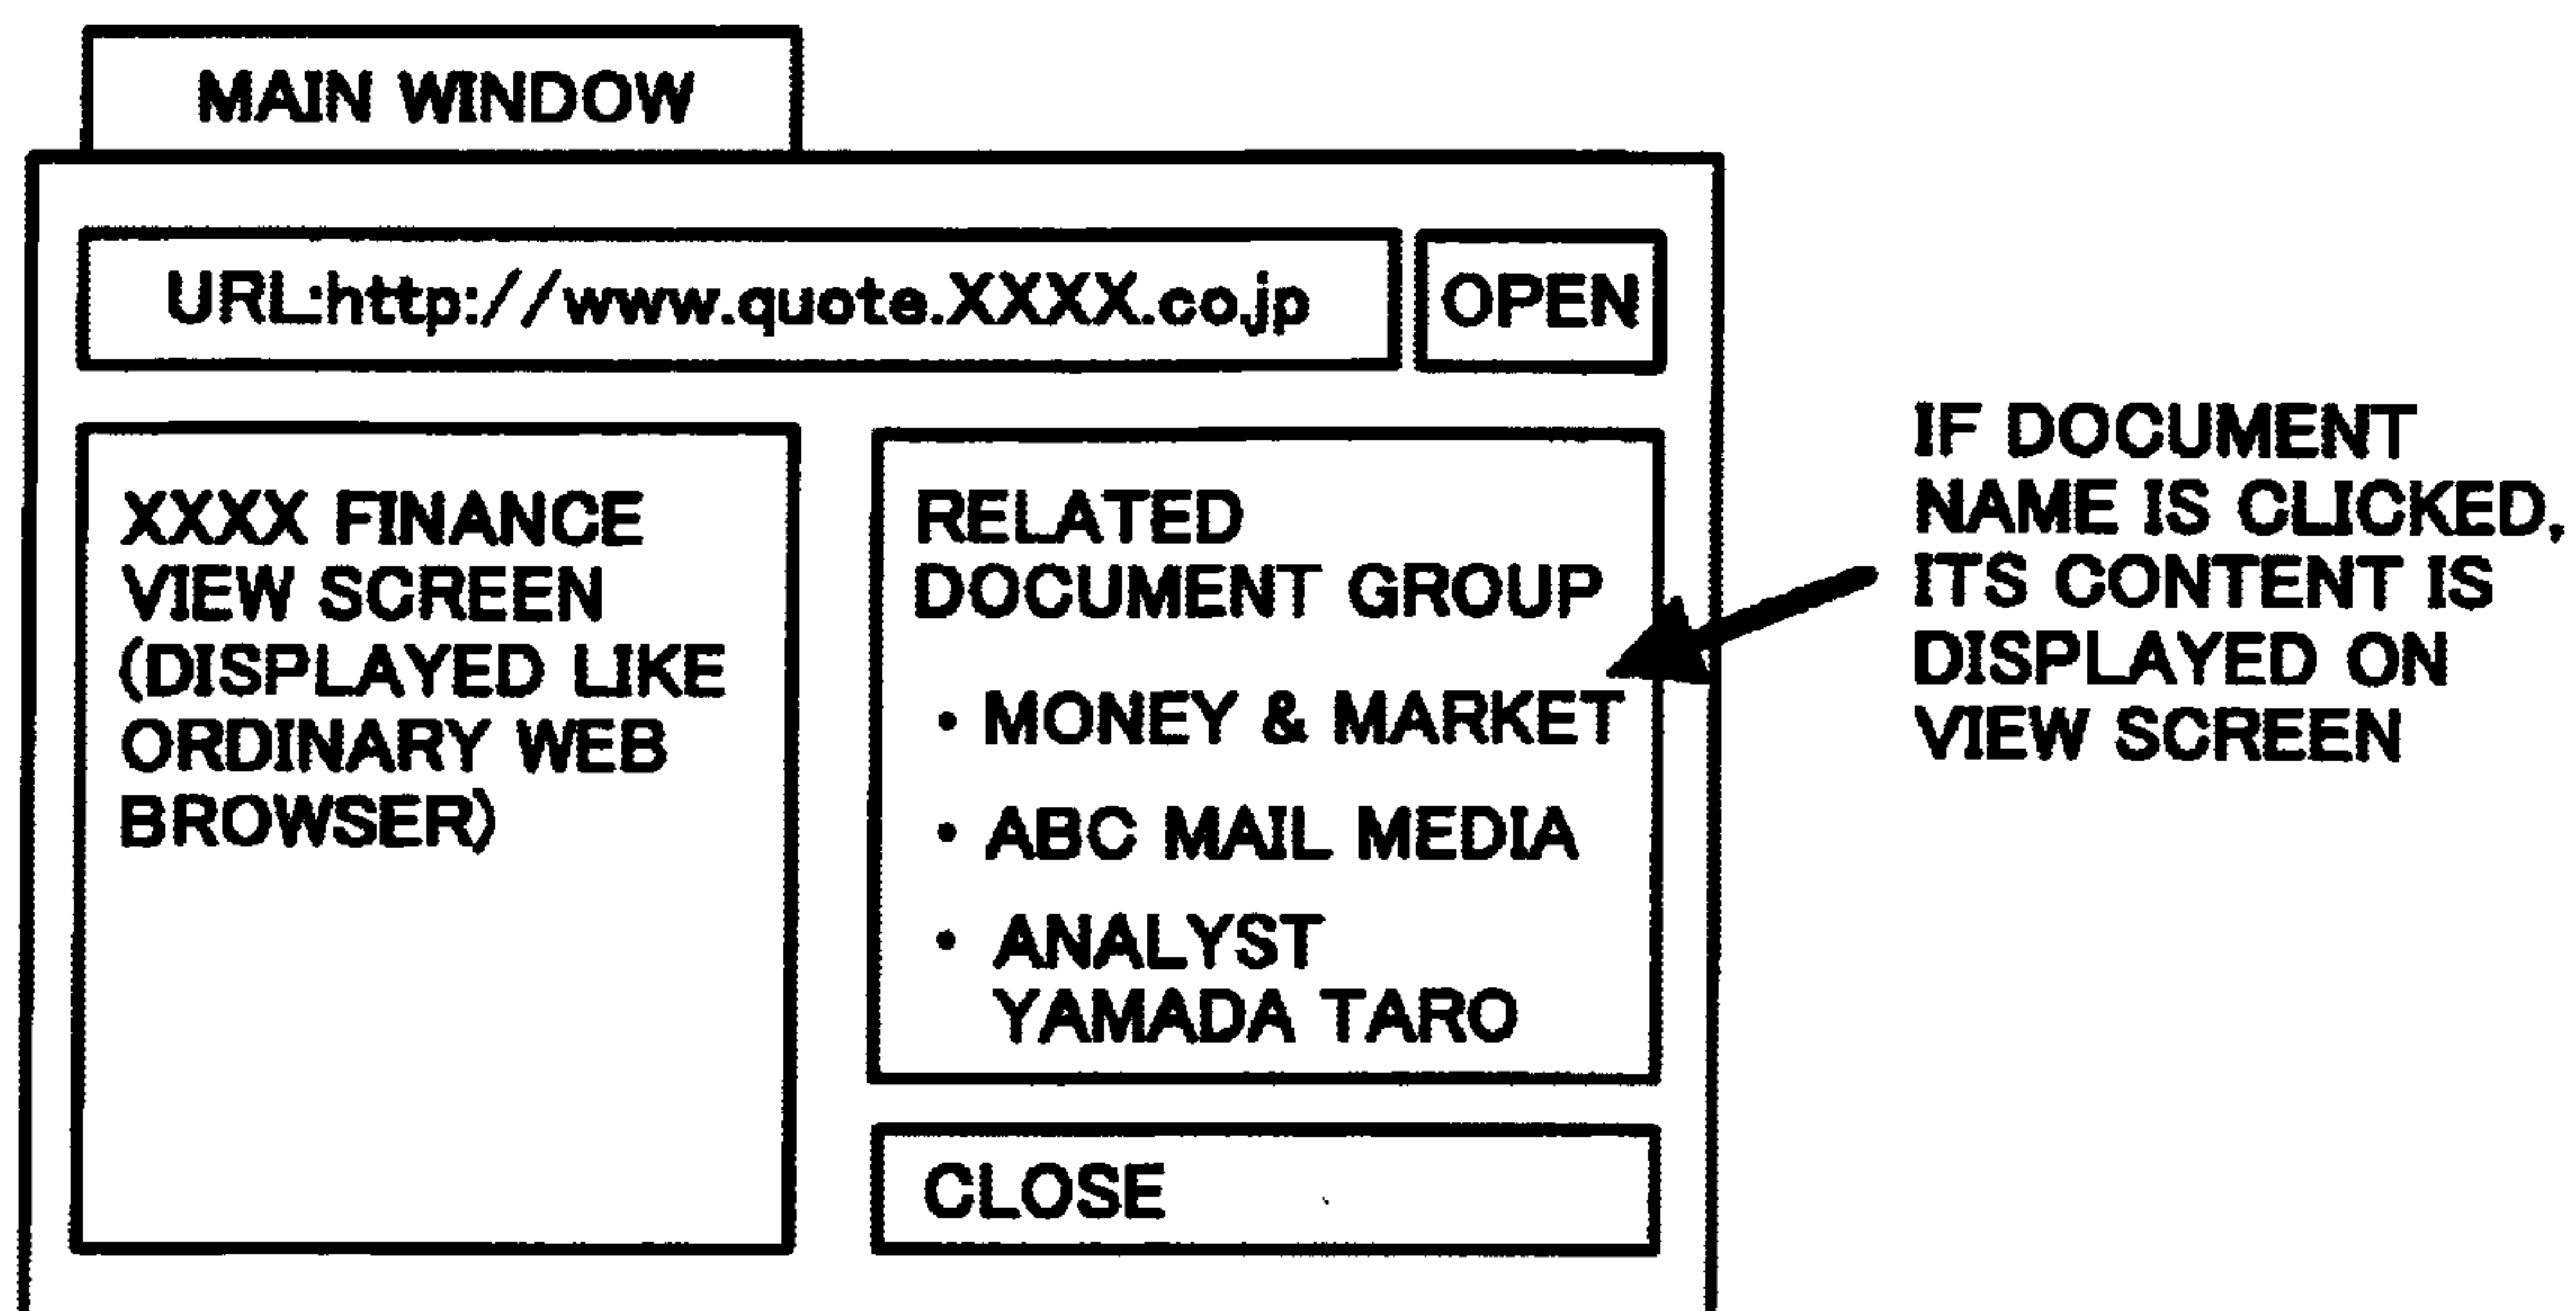 MAIN WINDOW
URL:http://www.quote.XXXX.co.jp
OPEN
XXXX FINANCE
VIEW SCREEN
(DISPLAYED LIKE
ORDINARY WEB
BROWSER)
RELATED
DOCUMENT GROUP
・MONEY & MARKET
・ABC MAIL MEDIA
・ANALYST
YAMADA TARO
CLOSE
IF DOCUMENT
NAME IS CLICKED,
ITS CONTENT IS
DISPLAYED ON
VIEW SCREEN